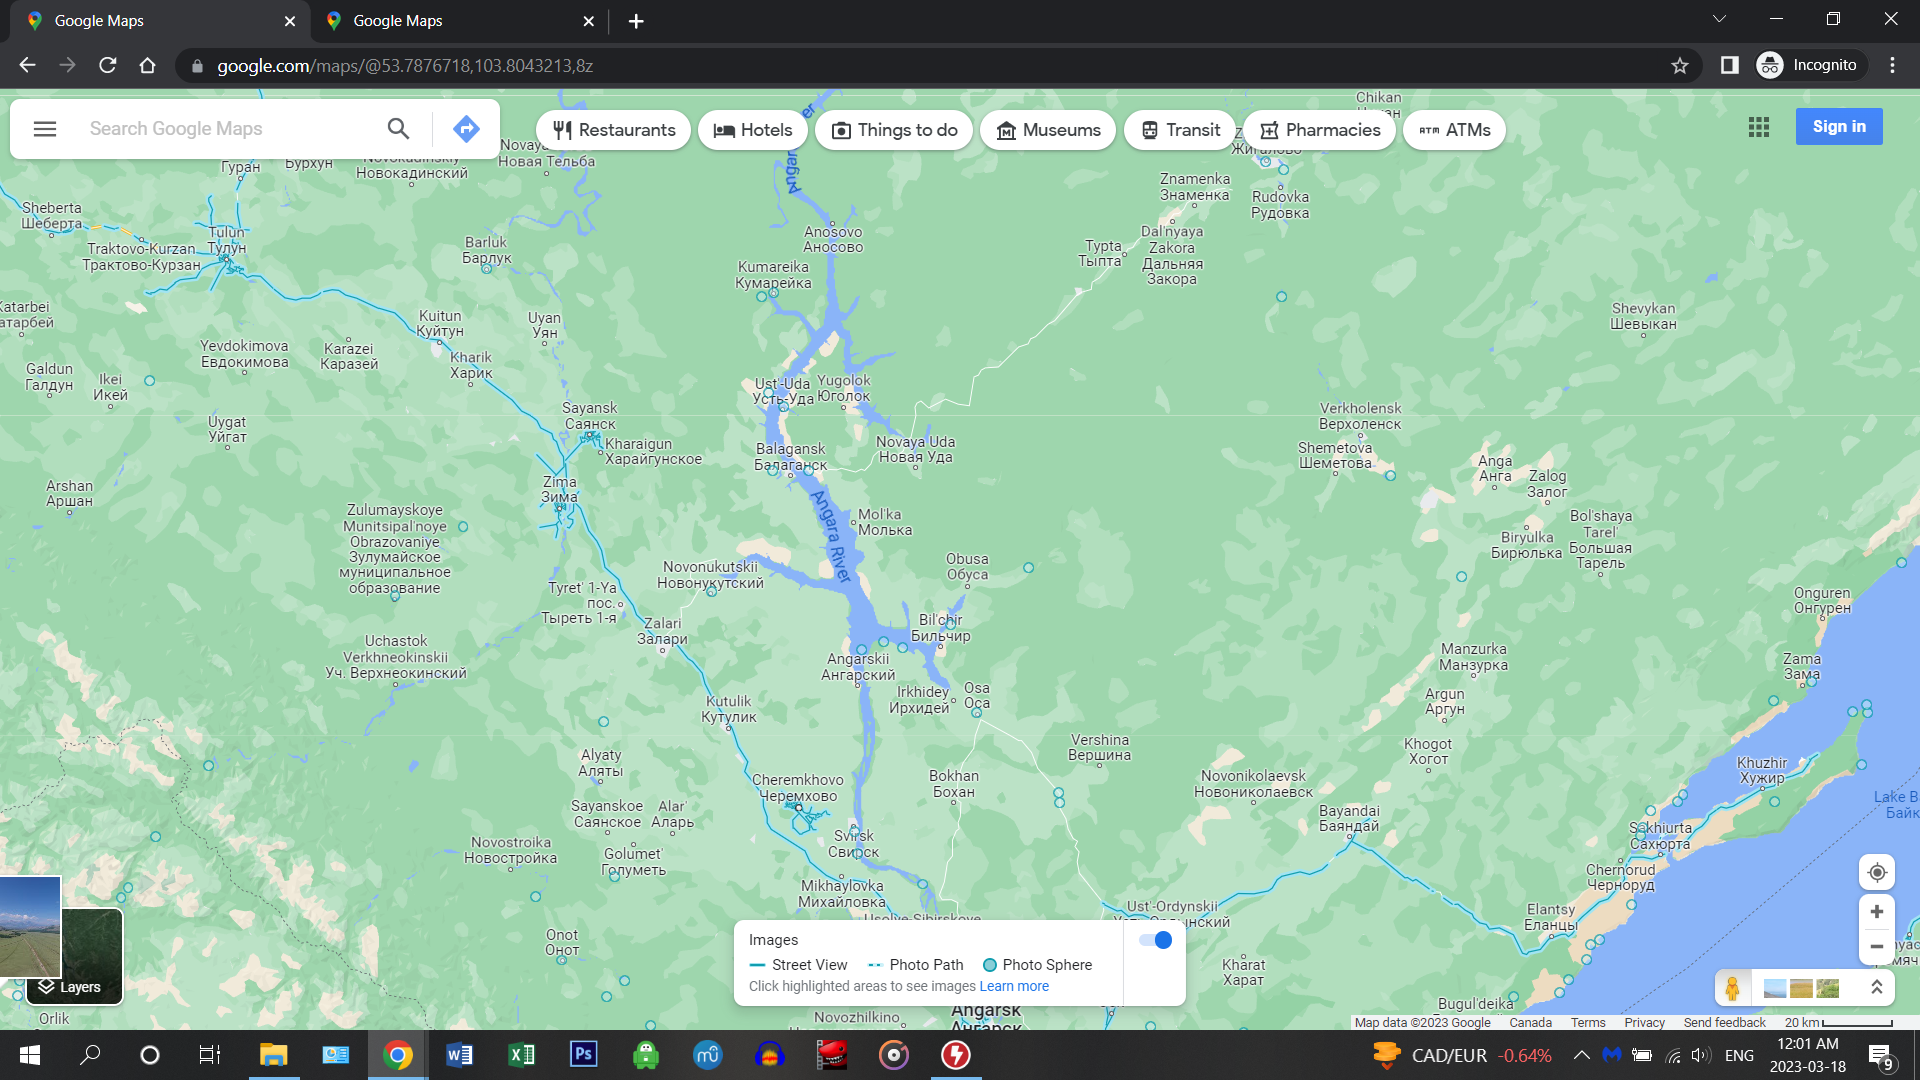 Google Maps
Google Maps
google.com/maps/@53.7876718,103.8043213,8z
Incognito
Search Google Maps
Restaurants
Hotels
Things to do
Museums
Transit
Pharmacies
ATMs
Sign in
Chikan
Гуран
Бурхун
Новокадинский
Новая Тельба
Angara River
Znamenka
Знаменка
Rudovka
Рудовка
Sheberta
Шеберта
Tulun
Тулун
Traktovo-Kurzan
Трактово-Курзан
Barluk
Барлук
Anosovo
Аносово
Typta
Тыпта
Dal'nyaya
Zakora
Дальняя
Закора
Kumareika
Кумарейка
Katarbei
Kuitun
Куйтун
Uyan
Уян
Shevykan
Шевыкан
Yevdokimova
Евдокимова
Karazei
Каразей
Kharik
Харик
Galdun
Галдун
Ikei
Икей
Ust'-Uda
Усть-Уда
Yugolok
Юголок
Uygat
Уйгат
Sayansk
Саянск
Kharaigun
Харайгунское
Verkholensk
Верхоленск
Shemetova
Шеметова
Balagansk
Балаганск
Novaya Uda
Новая Уда
Anga
Анга
Zalog
Залог
Arshan
Аршан
Zima
Зима
Zulumayskoye
Munitsipal'noye
Obrazovaniye
Зулумайское
муниципальное
образование
Angara River
Mol'ka
Молька
Bol'shaya
Tarel'
Большая
Тарель
Biryulka
Бирюлька
Novonukutskii
Новонукутский
Obusa
Обуса
Tyret' 1-Ya
пос.
Тыреть 1-я
Onguren
Онгурен
Zalari
Залари
Bil'chir
Бильчир
Uchastok
Verkhneokinskii
Уч. Верхнеокинский
Angarskii
Ангарский
Manzurka
Манзурка
Zama
Зама
Irkhidey
Ирхидей
Osa
Оса
Argun
Аргун
Kutulik
Кутулик
Vershina
Вершина
Khogot
Хогот
Alyaty
Аляты
Cheremkhovo
Черемхово
Bokhan
Бохан
Novonikolaevsk
Новониколаевск
Khuzhir
Хужир
Lake B
Байк
Sayanskoe
Саянское
Alar'
Аларь
Bayandai
Баяндай
Svirsk
Свирск
Sakhiurta
Сахюрта
Novostroika
Новостройка
Golumet'
Голуметь
Chernorud
Черноруд
Mikhaylovka
Михайловка
Usolye-Sibirskoye
Ust'-Ordynskii
Elantsy
Еланцы
Onot
Онот
Kharat
Харат
Bugul'deika
Orlik
Novozhilkino
Angarsk
Ангарск
Images
Street View
Photo Path
Photo Sphere
Click highlighted areas to see images Learn more
Layers
Map data ©2023 Google
Canada
Terms
Privacy
Send feedback
20 km
CAD/EUR -0.64%
ENG
12:01 AM
2023-03-18
9